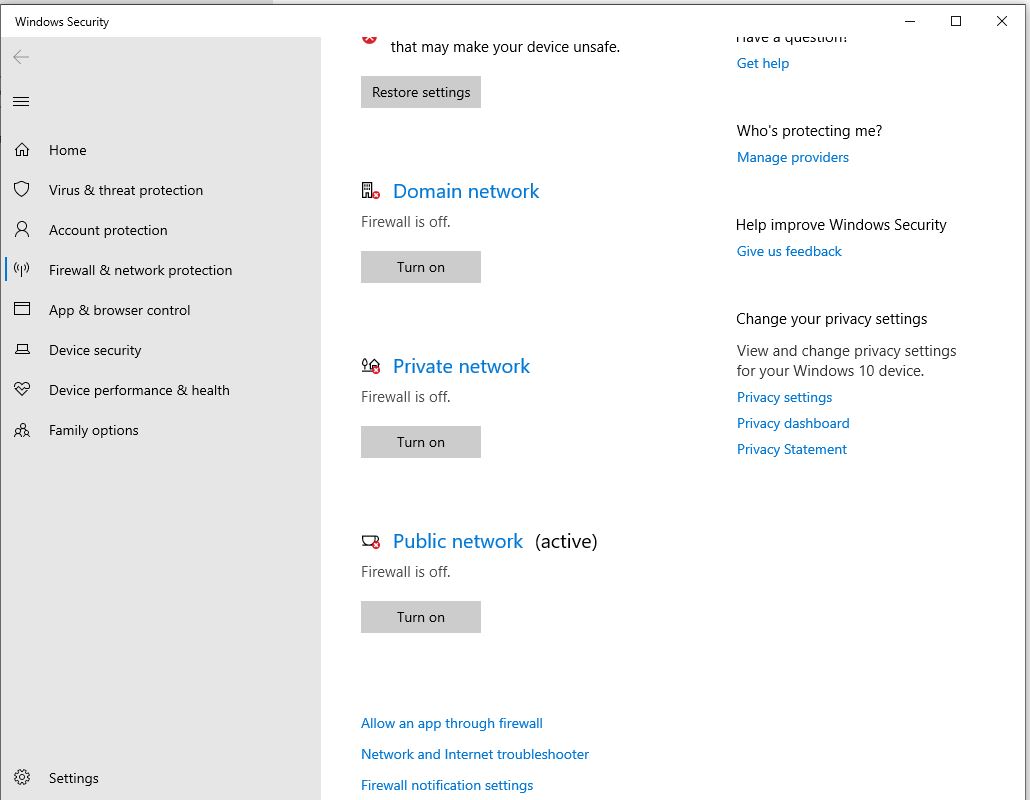 Windows Security
Home
Virus & threat protection
Account protection
Firewall & network protection
App & browser control
Device security
Device performance & health
Family options
Settings
that may make your device unsafe.
Restore settings
Domain network
Firewall is off.
Turn on
Private network
Firewall is off.
Turn on
Public network (active)
Firewall is off.
Turn on
Allow an app through firewall
Network and Internet troubleshooter
Firewall notification settings
Have a question?
Get help
Who's protecting me?
Manage providers
Help improve Windows Security
Give us feedback
Change your privacy settings
View and change privacy settings
for your Windows 10 device.
Privacy settings
Privacy dashboard
Privacy Statement